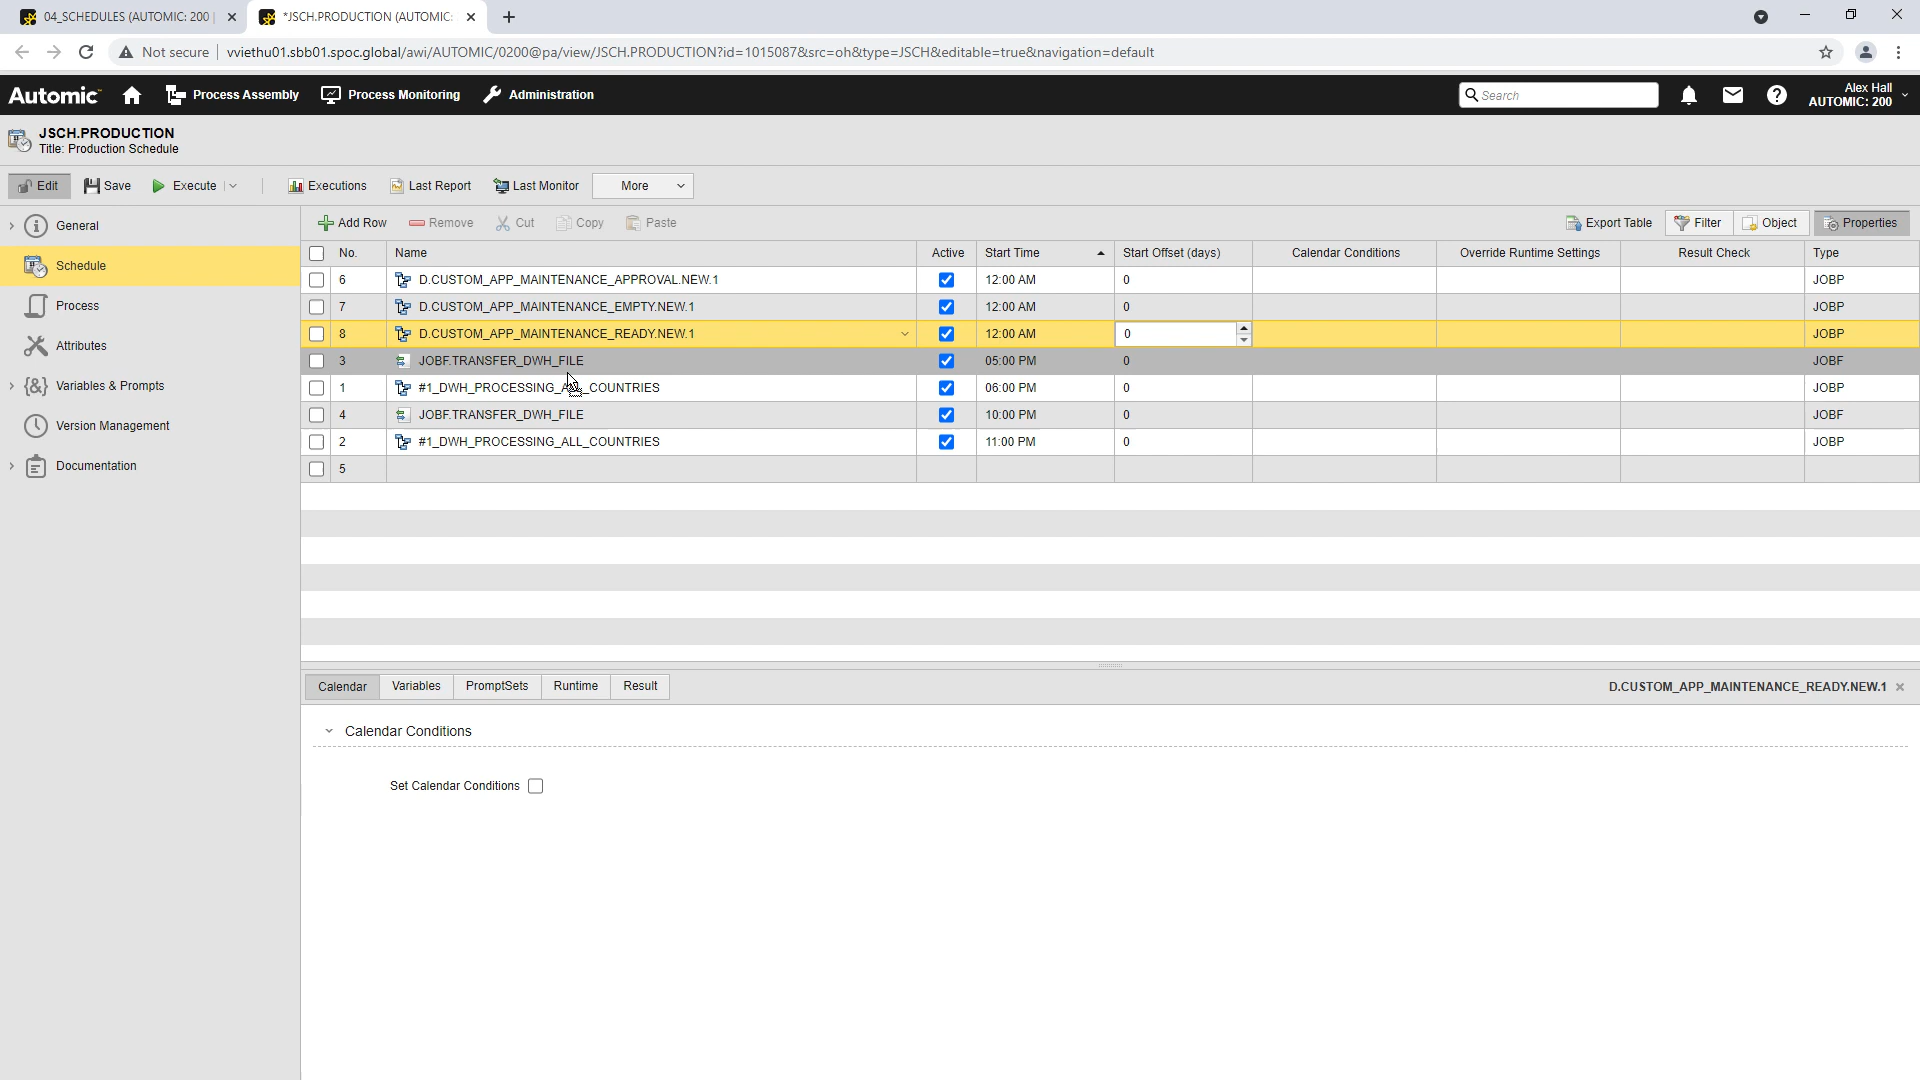 04_SCHEDULES (AUTOMIC: 200
*JSCH.PRODUCTION (AUTOMIC:
Not secure
vviethu01.sbb01.spoc.global/awi/AUTOMIC/0200@pa/view/JSCH.PRODUCTION?id=1015087&src=oh&type=JSCH&editable=true&navigation=default
Automic
Process Assembly
Process Monitoring
Administration
Search
Alex Hall
AUTOMIC: 200
JSCH.PRODUCTION
Title: Production Schedule
Edit
Save
Execute
Executions
Last Report
Last Monitor
More
General
Schedule
Process
Attributes
Variables & Prompts
Version Management
Documentation
Add Row
Remove
Cut
Copy
Paste
Export Table
Filter
Object
Properties
No. Name Active Start Time Start Offset (days) Calendar Conditions Override Runtime Settings Result Check Type
6 D.CUSTOM_APP_MAINTENANCE_APPROVAL.NEW.1 12:00 AM 0 JOBP
7 D.CUSTOM_APP_MAINTENANCE_EMPTY.NEW.1 12:00 AM 0 JOBP
8 D.CUSTOM_APP_MAINTENANCE_READY.NEW.1 12:00 AM 0 JOBP
3 JOBF.TRANSFER_DWH_FILE 05:00 PM 0 JOBF
1 #1_DWH_PROCESSING_ALL_COUNTRIES 06:00 PM 0 JOBP
4 JOBF.TRANSFER_DWH_FILE 10:00 PM 0 JOBF
2 #1_DWH_PROCESSING_ALL_COUNTRIES 11:00 PM 0 JOBP
5
Calendar
Variables
PromptSets
Runtime
Result
D.CUSTOM_APP_MAINTENANCE_READY.NEW.1
Calendar Conditions
Set Calendar Conditions